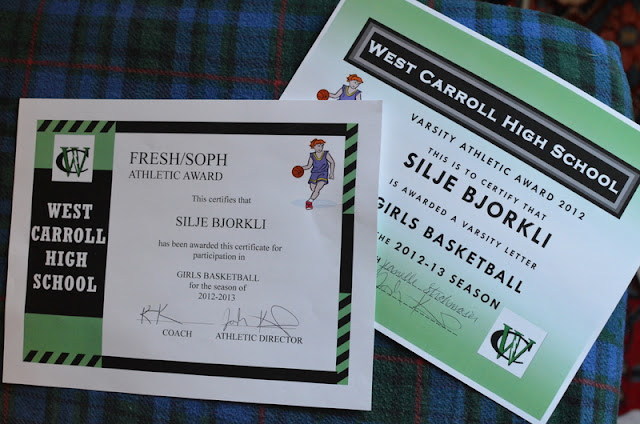 WC
WEST
CARROLL
HIGH
SCHOOL
FRESH/SOPH
ATHLETIC AWARD
This certifies that
SILJE BJORKLI
has been awarded this certificate for
participation in
GIRLS BASKETBALL
for the season of
2012-2013
COACH ATHLETIC DIRECTOR
WEST CARROLL HIGH SCHOOL
VARSITY ATHLETIC AWARD 2012
THIS IS TO CERTIFY THAT
SILJE BJORKLI
IS AWARDED A VARSITY LETTER
GIRLS BASKETBALL
THE 2012-13 SEASON
WC